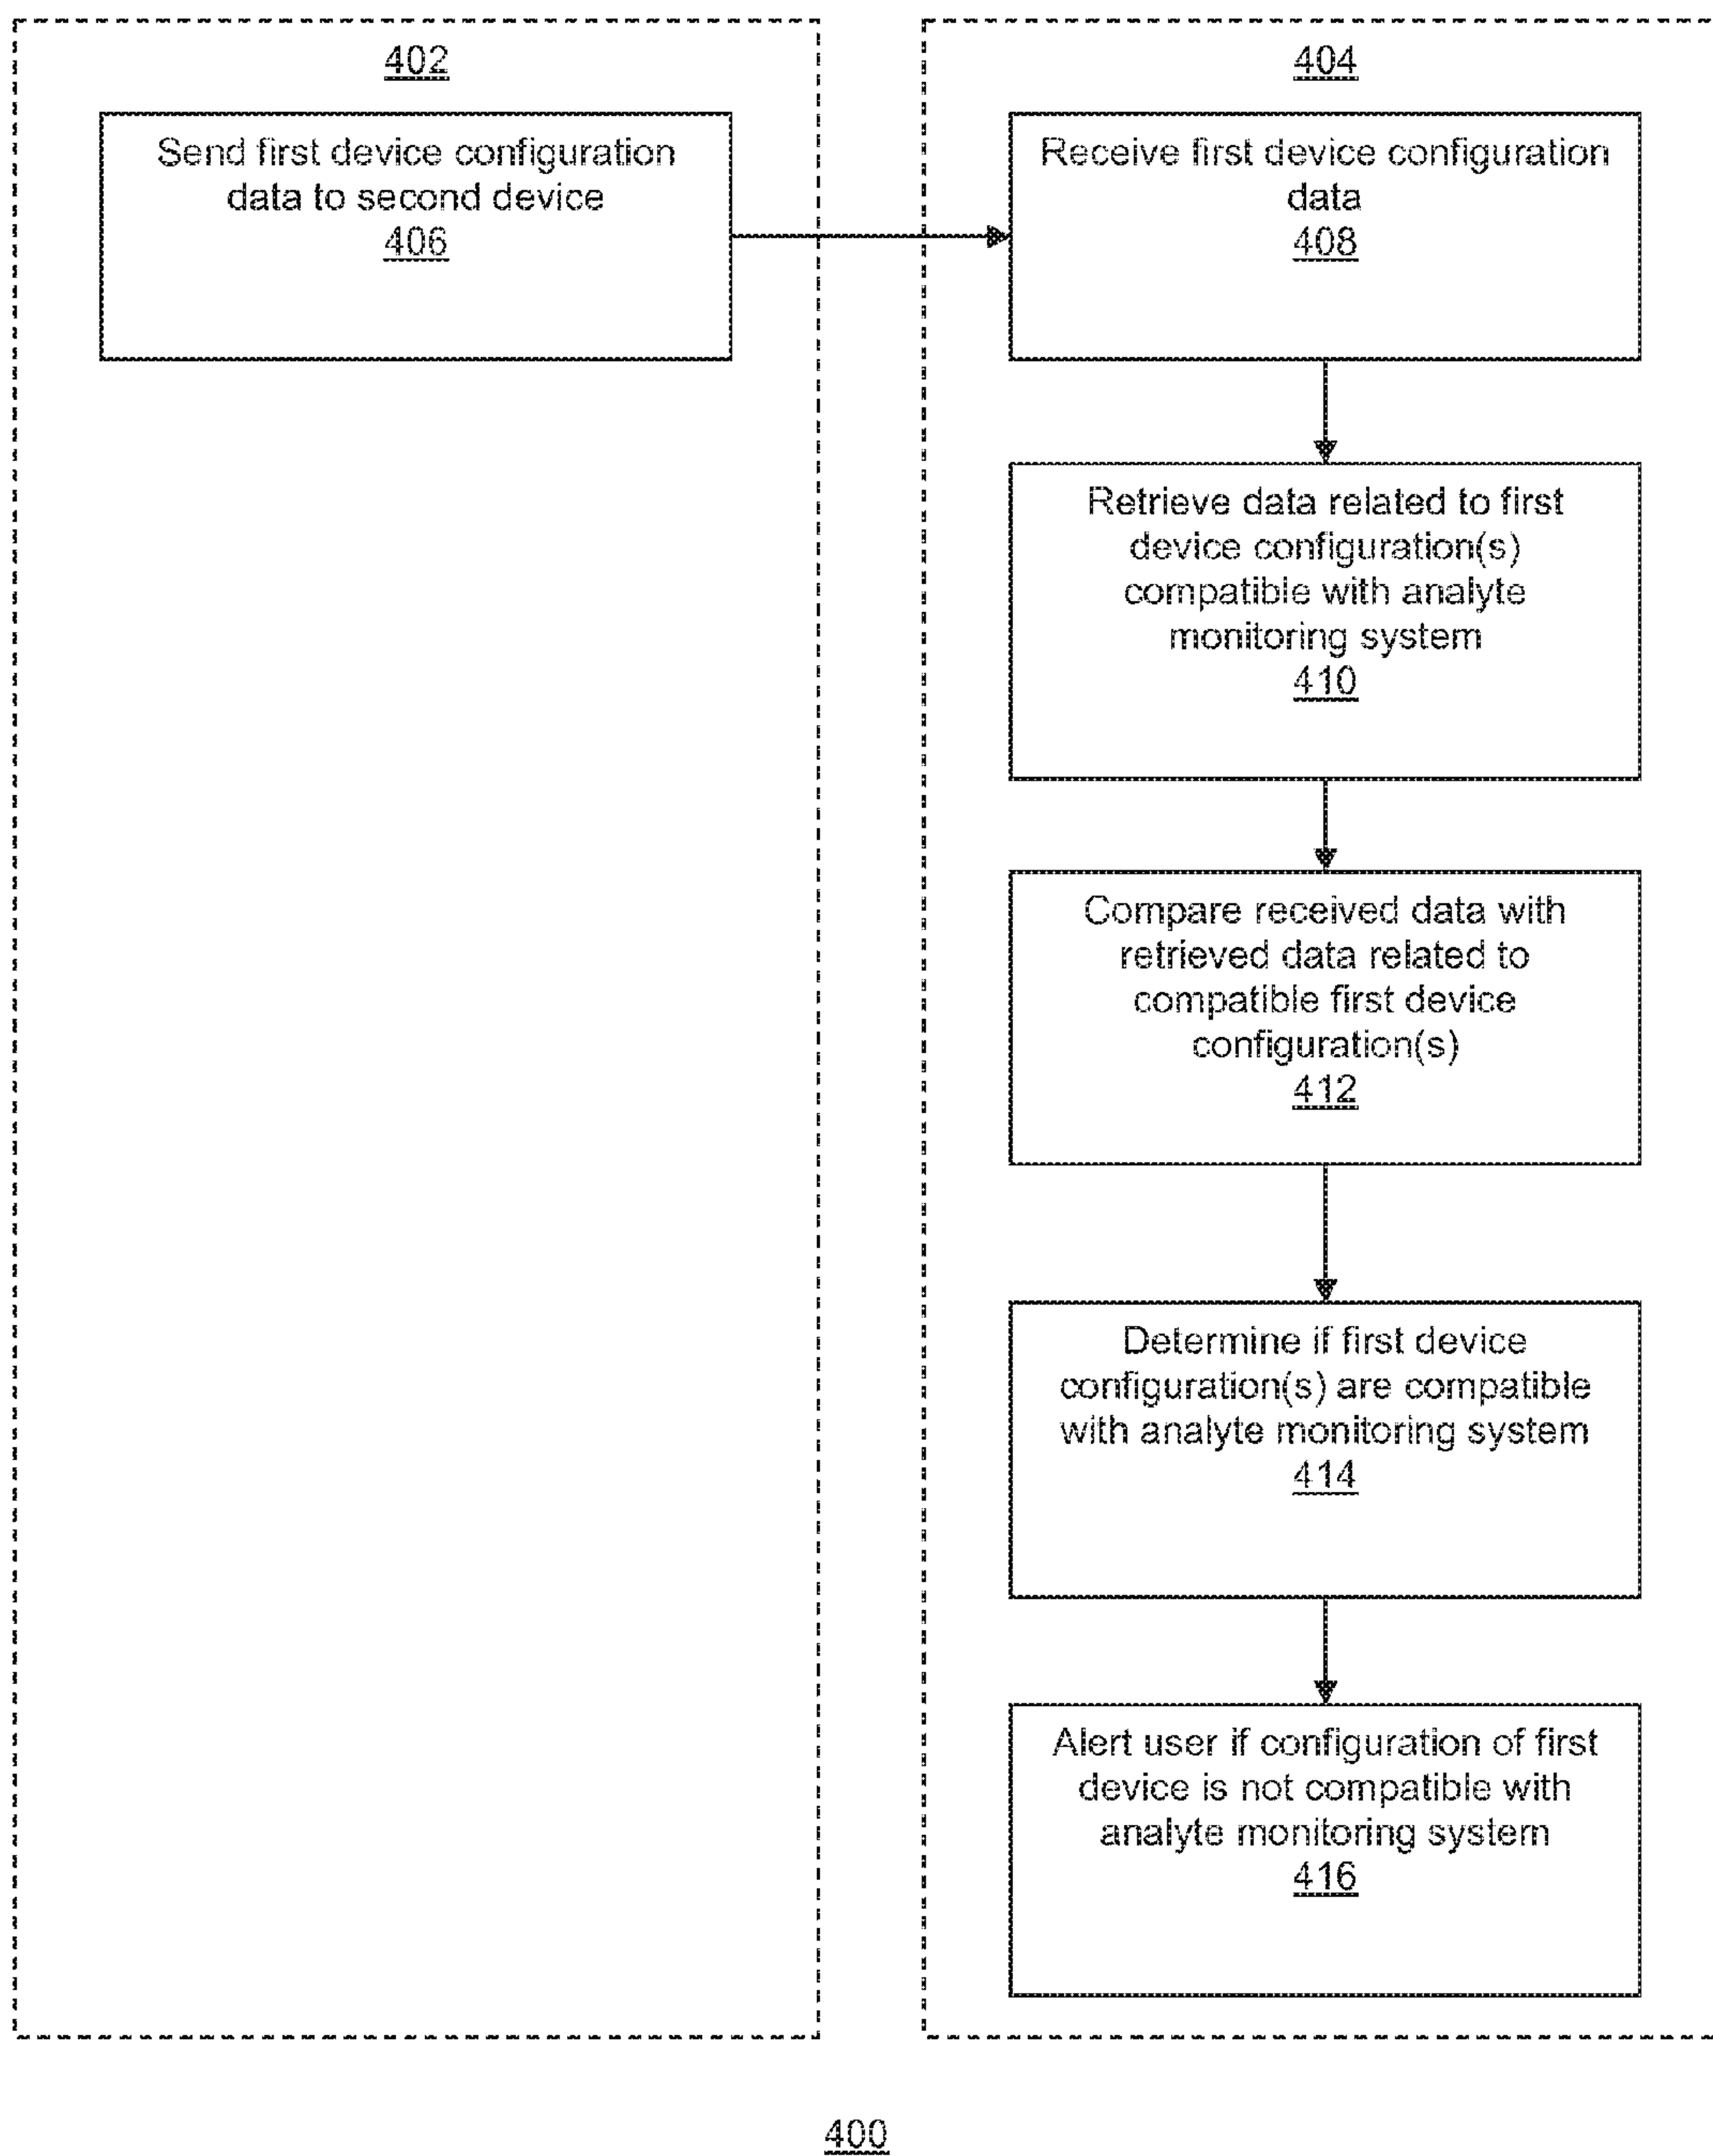 402
Send first device configuration
data to second device
406
404
Receive first device configuration
data
408
Retrieve data related to first
device configuration(s)
compatible with analyte
monitoring system
410
Compare received data with
retrieved data related to
compatible first device
configuration(s)
412
Determine if first device
configuration(s) are compatible
with analyte monitoring system
414
Alert user if configuration of first
device is not compatible with
analyte monitoring system
416
400